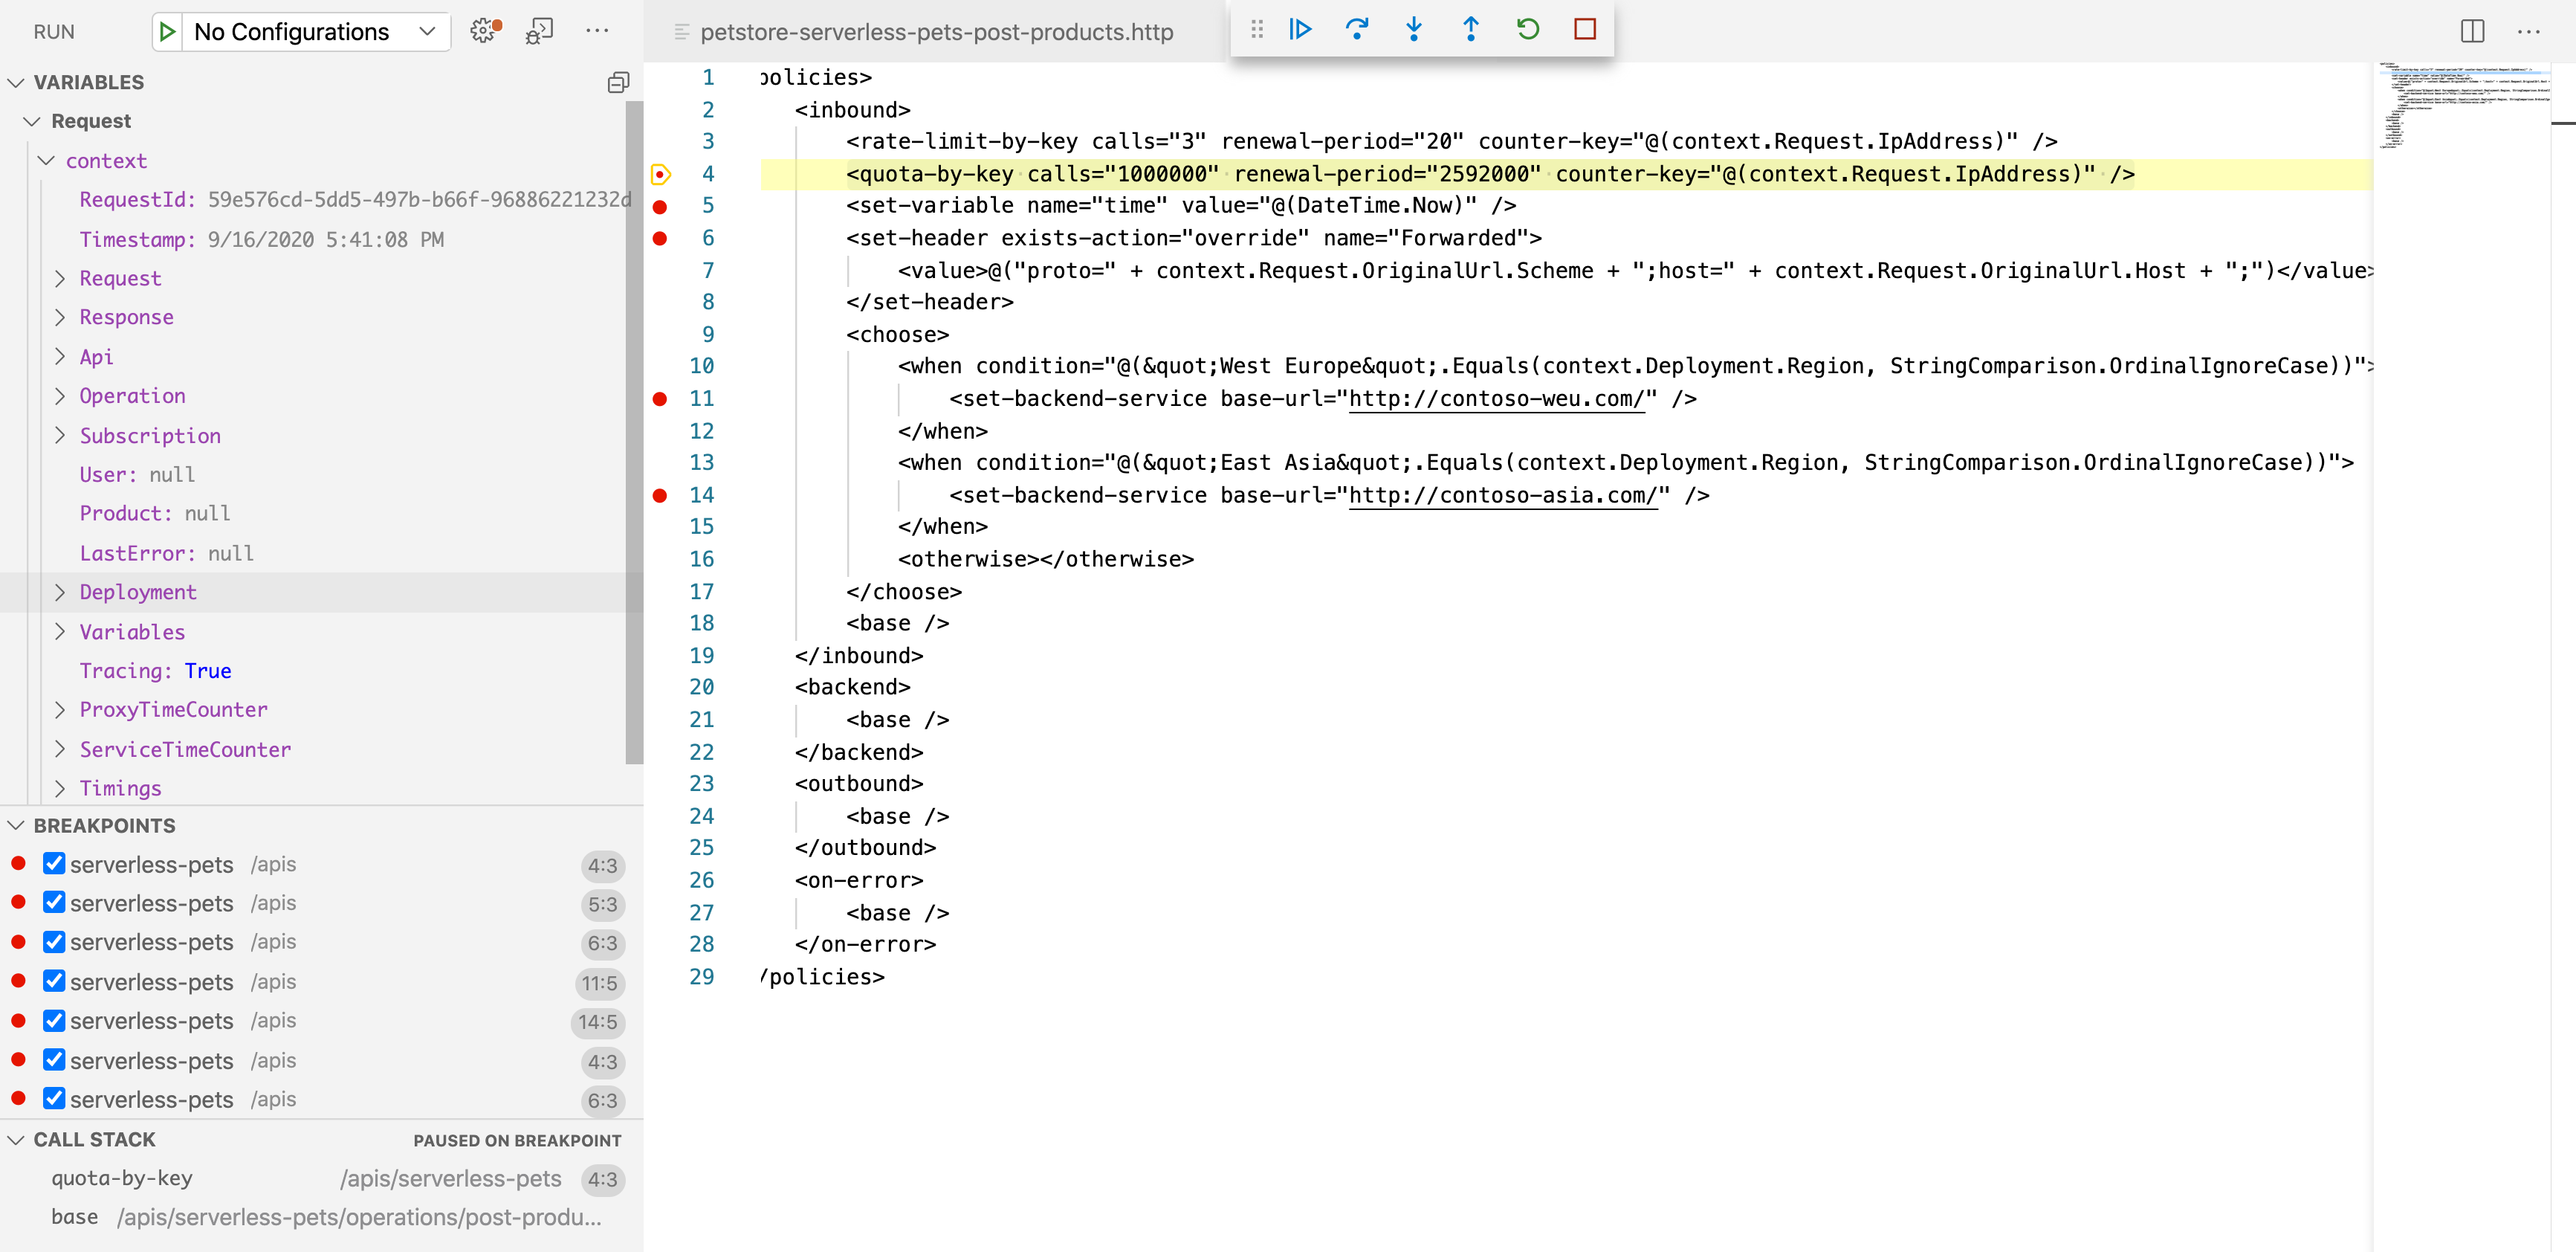 RUN
No Configurations
VARIABLES
Request
context
RequestId: 59e576cd-5dd5-497b-b66f-96886221232d
Timestamp: 9/16/2020 5:41:08 PM
Request
Response
Api
Operation
Subscription
User: null
Product: null
LastError: null
Deployment
Variables
Tracing: True
ProxyTimeCounter
ServiceTimeCounter
Timings
BREAKPOINTS
serverless-pets /apis 4:3
serverless-pets /apis 5:3
serverless-pets /apis 6:3
serverless-pets /apis 11:5
serverless-pets /apis 14:5
serverless-pets /apis 4:3
serverless-pets /apis 6:3
CALL STACK PAUSED ON BREAKPOINT
quota-by-key /apis/serverless-pets 4:3
base /apis/serverless-pets/operations/post-produ...
petstore-serverless-pets-post-products.http
1 policies>
2 <inbound>
3 <rate-limit-by-key calls="3" renewal-period="20" counter-key="@(context.Request.IpAddress)" />
4 <quota-by-key calls="1000000" renewal-period="2592000" counter-key="@(context.Request.IpAddress)" />
5 <set-variable name="time" value="@(DateTime.Now)" />
6 <set-header exists-action="override" name="Forwarded">
7 <value>@("proto=" + context.Request.OriginalUrl.Scheme + ";host=" + context.Request.OriginalUrl.Host + ";")</value>
8 </set-header>
9 <choose>
10 <when condition="@(&quot;West Europe&quot;.Equals(context.Deployment.Region, StringComparison.OrdinalIgnoreCase))">
11 <set-backend-service base-url="http://contoso-weu.com/" />
12 </when>
13 <when condition="@(&quot;East Asia&quot;.Equals(context.Deployment.Region, StringComparison.OrdinalIgnoreCase))">
14 <set-backend-service base-url="http://contoso-asia.com/" />
15 </when>
16 <otherwise></otherwise>
17 </choose>
18 <base />
19 </inbound>
20 <backend>
21 <base />
22 </backend>
23 <outbound>
24 <base />
25 </outbound>
26 <on-error>
27 <base />
28 </on-error>
29 /policies>